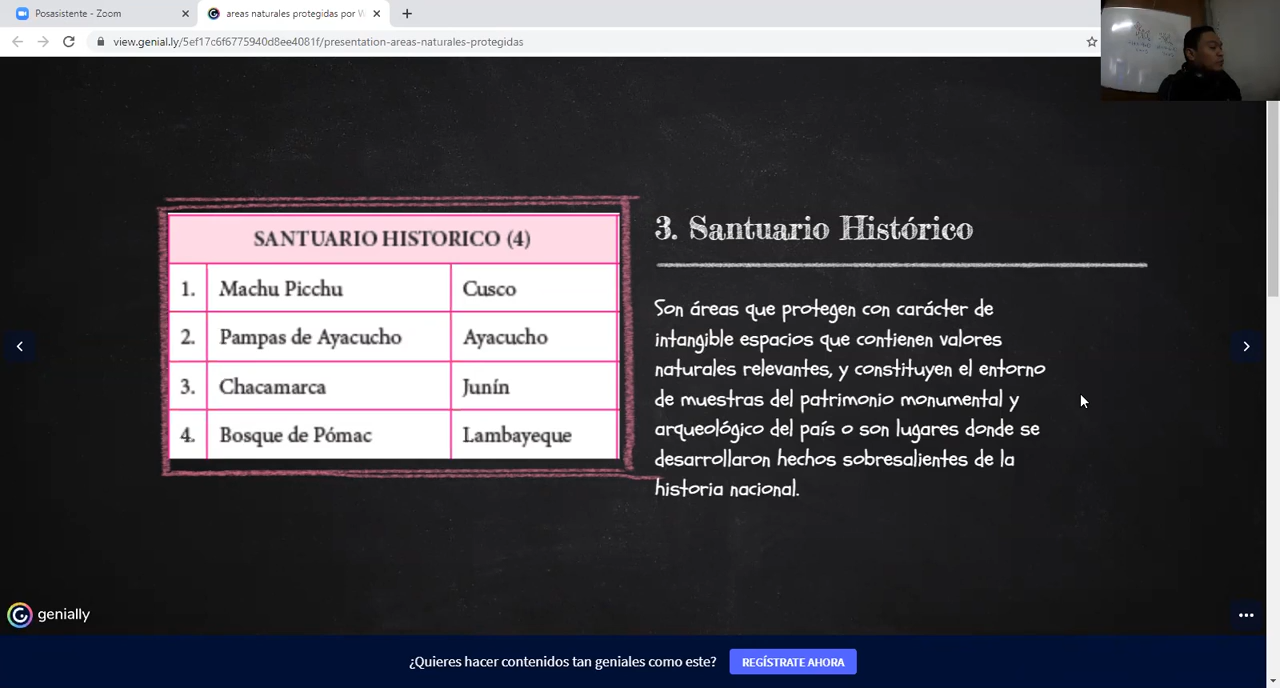 Posasistente - Zoom
areas naturales protegidas por W
view.genial.ly/5ef17c6f6775940d8ee4081f/presentation-areas-naturales-protegidas
SANTUARIO HISTORICO (4)
1. Machu Picchu Cusco
2. Pampas de Ayacucho Ayacucho
3. Chacamarca Junín
4. Bosque de Pómac Lambayeque
3. Santuario Histórico
Son áreas que protegen con carácter de
intangible espacios que contienen valores
naturales relevantes, y constituyen el entorno
de muestras del patrimonio monumental y
arqueológico del país o son lugares donde se
desarrollaron hechos sobresalientes de la
historia nacional.
genially
¿Quieres hacer contenidos tan geniales como este?
REGÍSTRATE AHORA